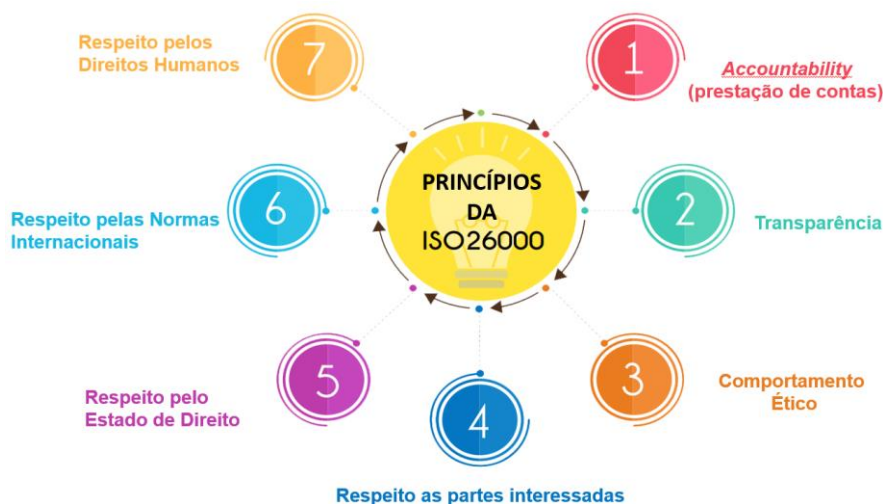 PRINCÍPIOS
DA
ISO26000
1
Accountability
(prestação de contas)
2
Transparência
3
Comportamento
Ético
4
Respeito as partes interessadas
5
Respeito pelo
Estado de Direito
6
Respeito pelas Normas
Internacionais
7
Respeito pelos
Direitos Humanos